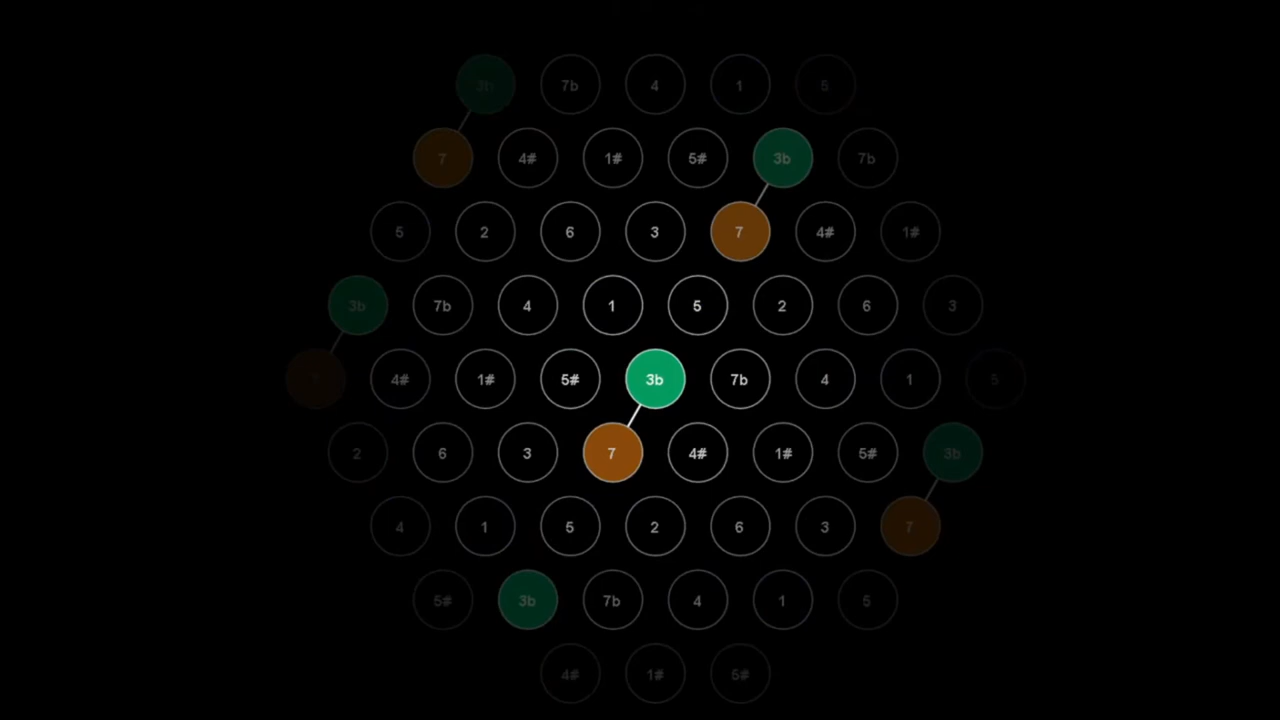 3b 7b 4 1 5
7 4# 1# 5# 3b 7b
5 2 6 3 7 4# 1#
3b 7b 4 1 5 2 6 3
7 4# 1# 5# 3b 7b 4 1 5
2 6 3 7 4# 1# 5# 3b
4 1 5 2 6 3 7
5# 3b 7b 4 1 5
4# 1# 5#